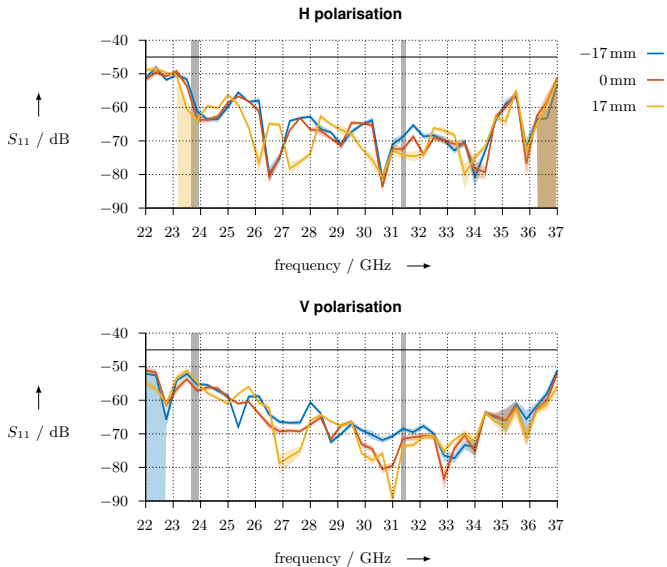 H polarisation
−40
−50
−60
−70
−80
−90
S11 / dB
22 23 24 25 26 27 28 29 30 31 32 33 34 35 36 37
frequency / GHz
−17 mm
0 mm
17 mm
V polarisation
−40
−50
−60
−70
−80
−90
S11 / dB
22 23 24 25 26 27 28 29 30 31 32 33 34 35 36 37
frequency / GHz